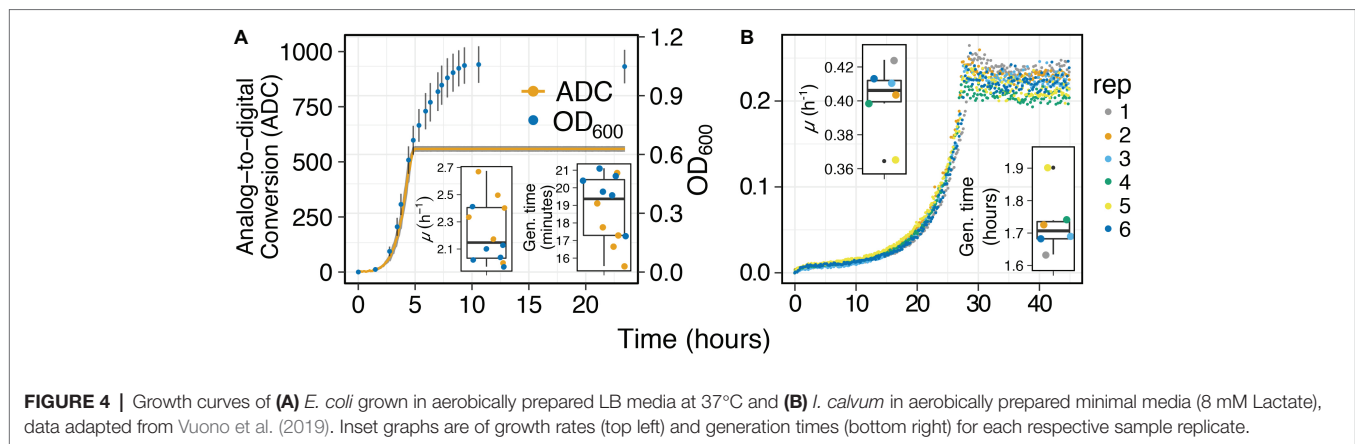 A
B
Analog-to-digital
Conversion (ADC)
1000
750
500
250
0
1.2
0.9
0.6
0.3
0.0
OD600
ADC
OD600
μ (h⁻¹)
2.7
2.5
2.3
2.1
Gen. time
(minutes)
21
20
19
18
17
16
0
5
10
15
20
0.2
0.1
0.0
μ (h⁻¹)
0.42
0.40
0.38
0.36
Gen. time
(hours)
1.9
1.8
1.7
1.6
0
10
20
30
40
rep
1
2
3
4
5
6
Time (hours)
FIGURE 4 | Growth curves of (A) E. coli grown in aerobically prepared LB media at 37°C and (B) I. calvum in aerobically prepared minimal media (8 mM Lactate),
data adapted from Vuono et al. (2019). Inset graphs are of growth rates (top left) and generation times (bottom right) for each respective sample replicate.